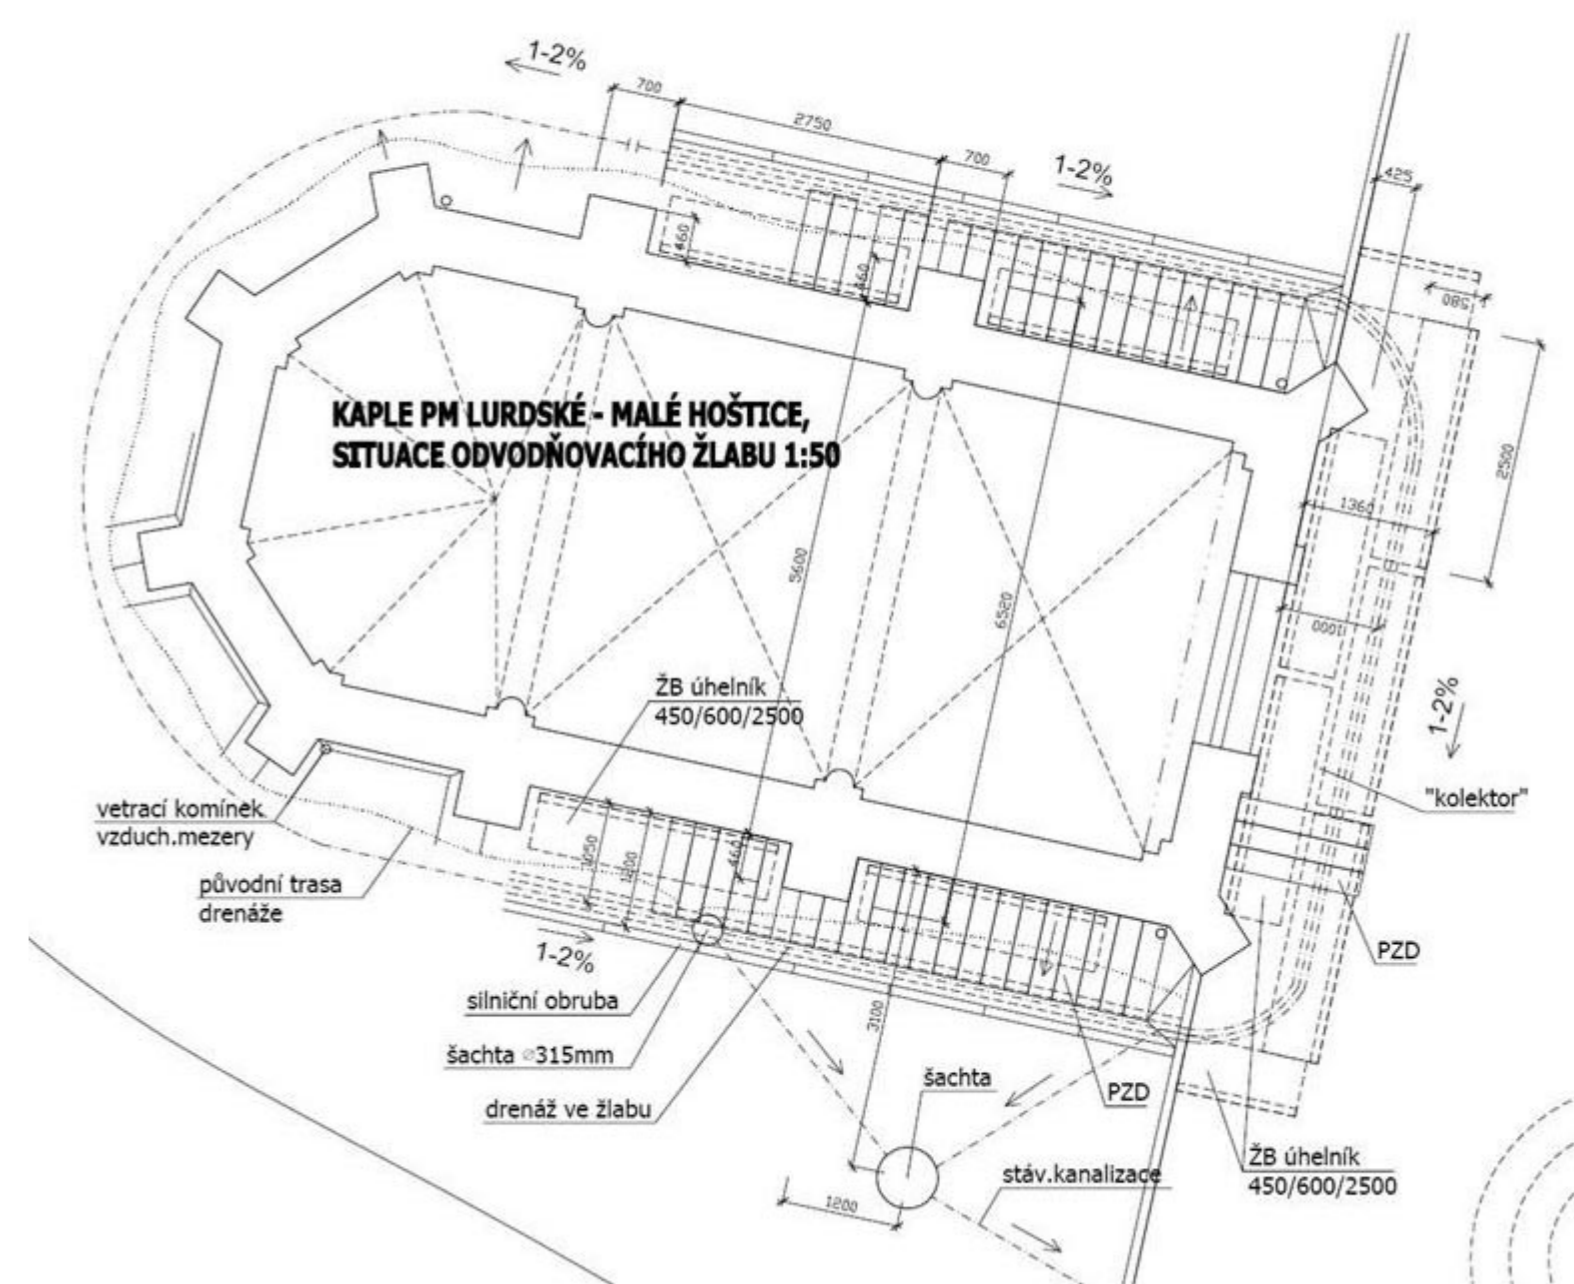 1-2%
700
2750
700
1-2%
425
580
460
460
2500
KAPLE PM LURDSKÉ - MALÉ HOŠTICE,
SITUACE ODVODŇOVACÍHO ŽLABU 1:50
1360
5600
6520
1000
ŽB úhelník
450/600/2500
1-2%
"kolektor"
vetrací komínek
vzduch.mezery
1050
1200
460
původní trasa
drenáže
1-2%
PZD
silniční obruba
3100
šachta ⌀315mm
šachta
drenáž ve žlabu
PZD
ŽB úhelník
450/600/2500
stáv.kanalizace
1200